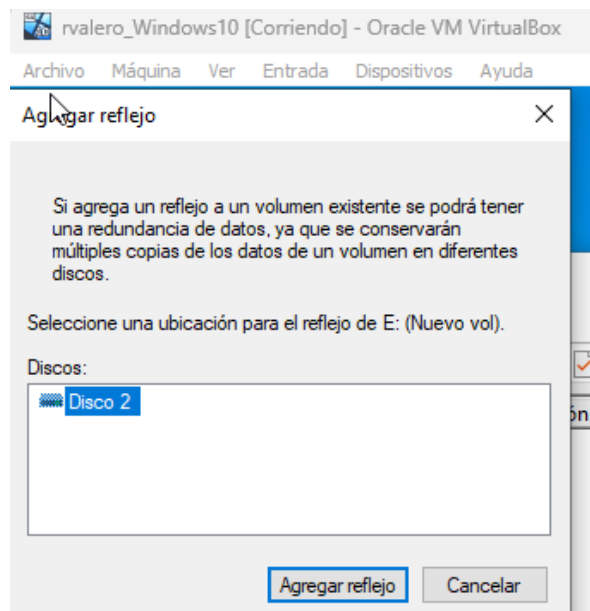 rvalero_Windows10 [Corriendo] - Oracle VM VirtualBox
Archivo Máquina Ver Entrada Dispositivos Ayuda
Agregar reflejo
Si agrega un reflejo a un volumen existente se podrá tener
una redundancia de datos, ya que se conservarán
múltiples copias de los datos de un volumen en diferentes
discos.
Seleccione una ubicación para el reflejo de E: (Nuevo vol).
Discos:
Disco 2
ón
Agregar reflejo Cancelar